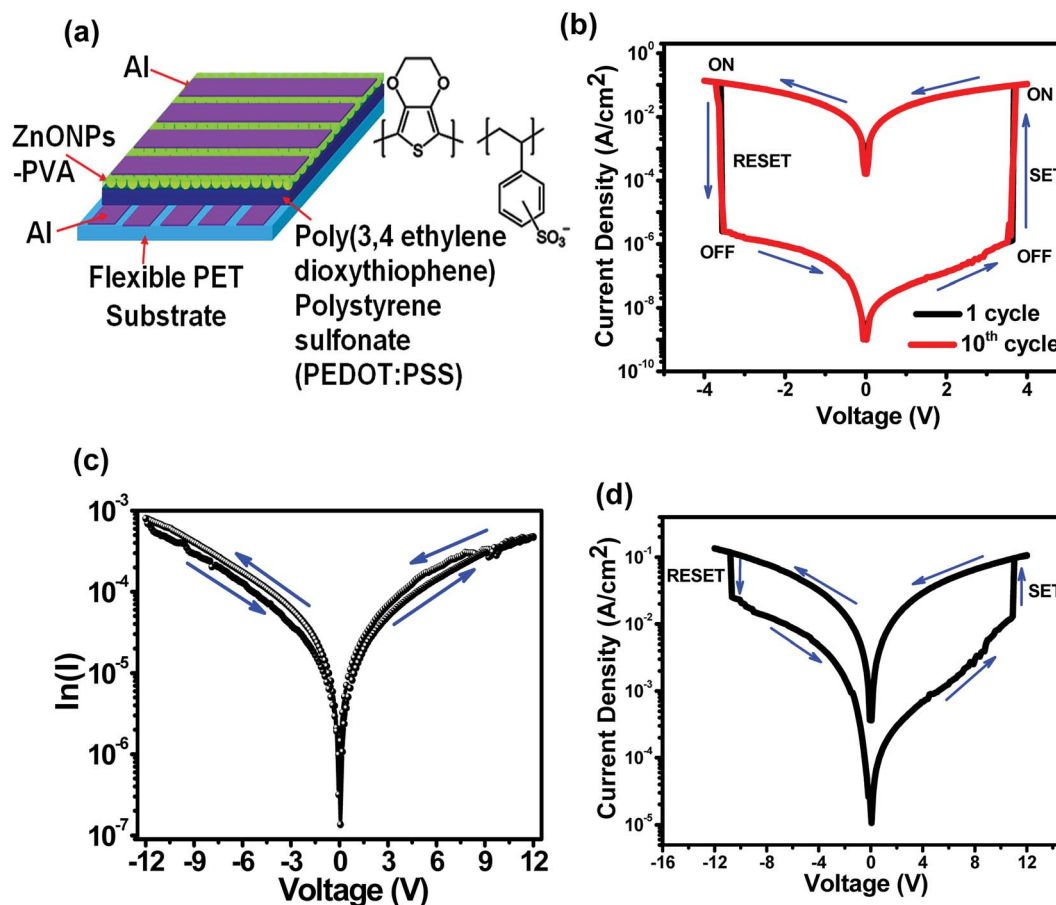 (a)
Al
ZnONPs
-PVA
Al
Flexible PET
Substrate
O O
S
SO₃⁻
Poly(3,4 ethylene
dioxythiophene)
Polystyrene
sulfonate
(PEDOT:PSS)
(b)
Current Density (A/cm²)
10⁰
10⁻²
10⁻⁴
10⁻⁶
10⁻⁸
10⁻¹⁰
ON
ON
RESET
SET
OFF
OFF
1 cycle
10ᵗʰ cycle
-4 -2 0 2 4
Voltage (V)
(c)
ln(I)
10⁻³
10⁻⁴
10⁻⁵
10⁻⁶
10⁻⁷
-12 -9 -6 -3 0 3 6 9 12
Voltage (V)
(d)
Current Density (A/cm²)
10⁻¹
10⁻²
10⁻³
10⁻⁴
10⁻⁵
RESET
SET
-16 -12 -8 -4 0 4 8 12
Voltage (V)